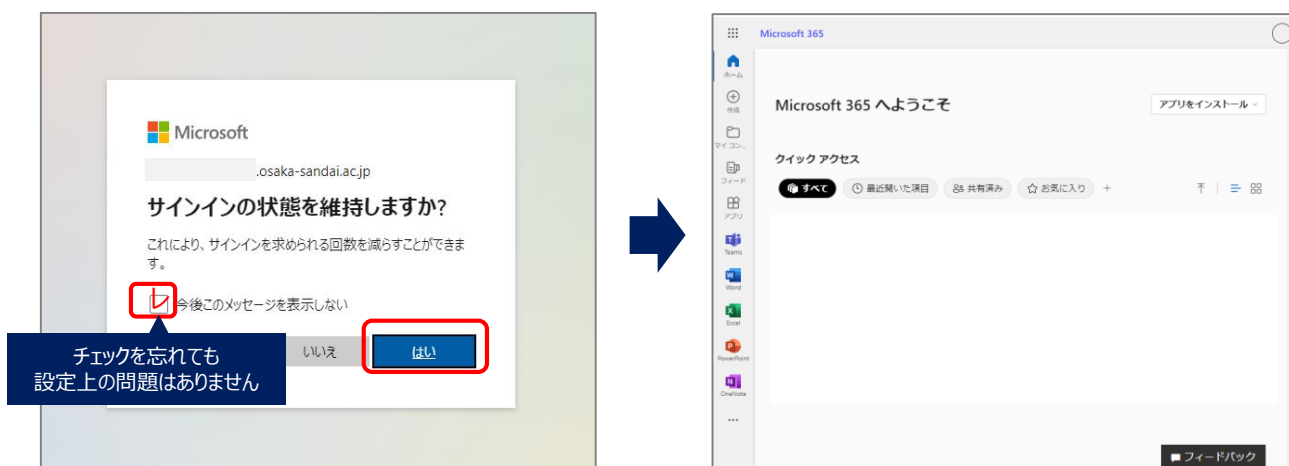 Microsoft
.osaka-sandai.ac.jp
サインインの状態を維持しますか?
これにより、サインインを求められる回数を減らすことができま
す。
今後このメッセージを表示しない
いいえ
はい
チェックを忘れても
設定上の問題はありません
Microsoft 365
ホーム
作成
マイ コン...
フィード
アプリ
Teams
Word
Excel
PowerPoint
OneNote
Microsoft 365 へようこそ
アプリをインストール
クイック アクセス
すべて
最近開いた項目
共有済み
お気に入り
フィードバック